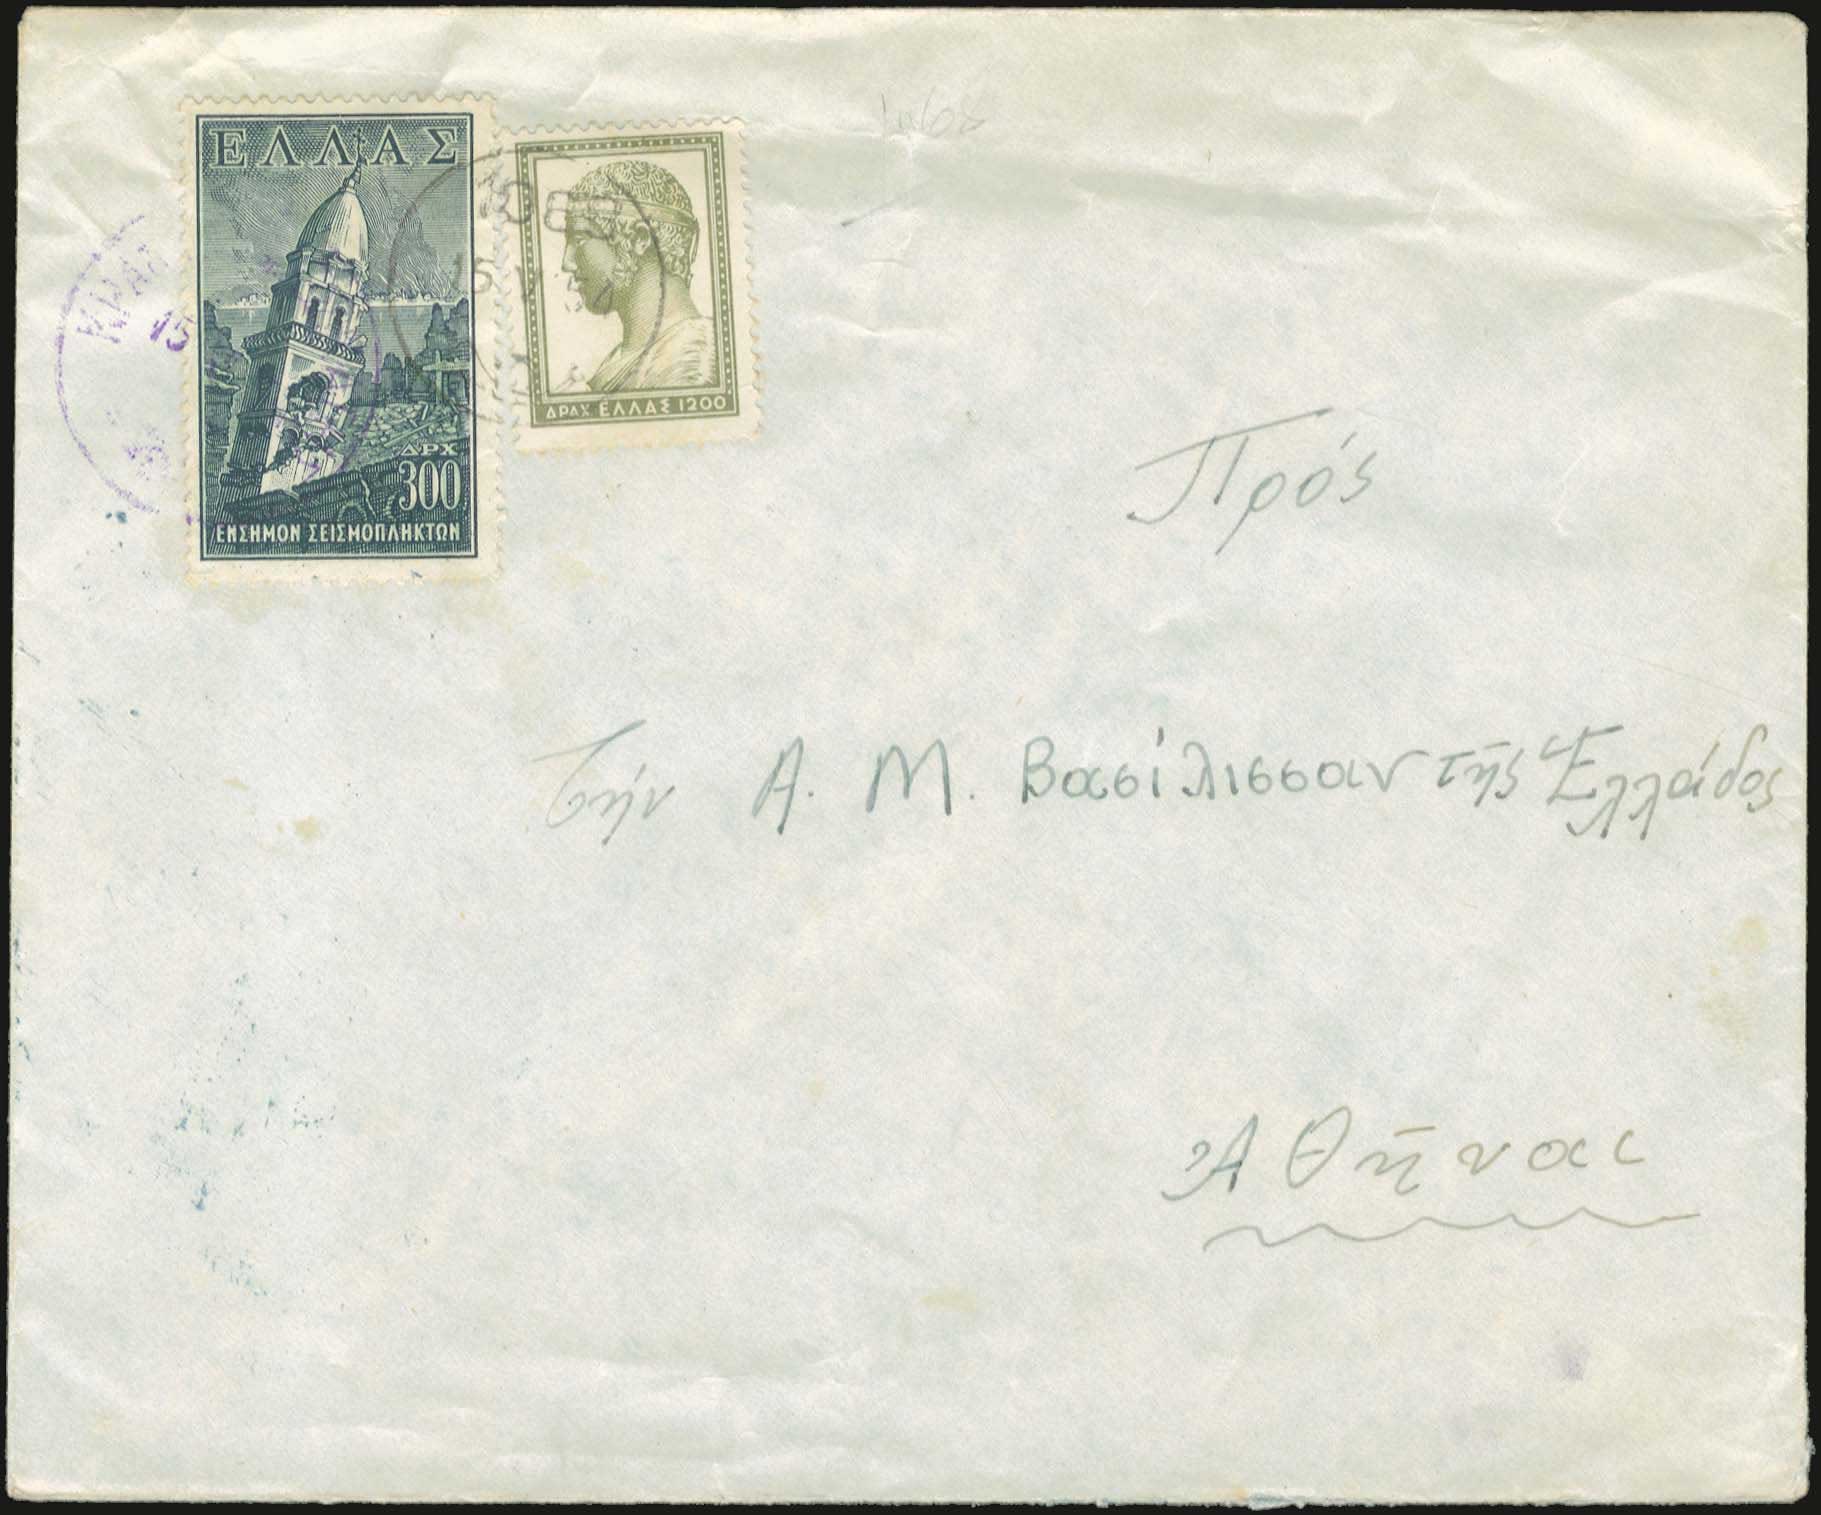 ΕΛΛΑΣ
ΔΡΧ
300
ΕΝΣΗΜΟΝ ΣΕΙΣΜΟΠΛΗΚΤΩΝ
ΔΡΑΧ. ΕΛΛΑΣ 1200
Πρός
Τήν Α. Μ. Βασίλισσαν τῆς Ἑλλάδος
Ἀθήνας